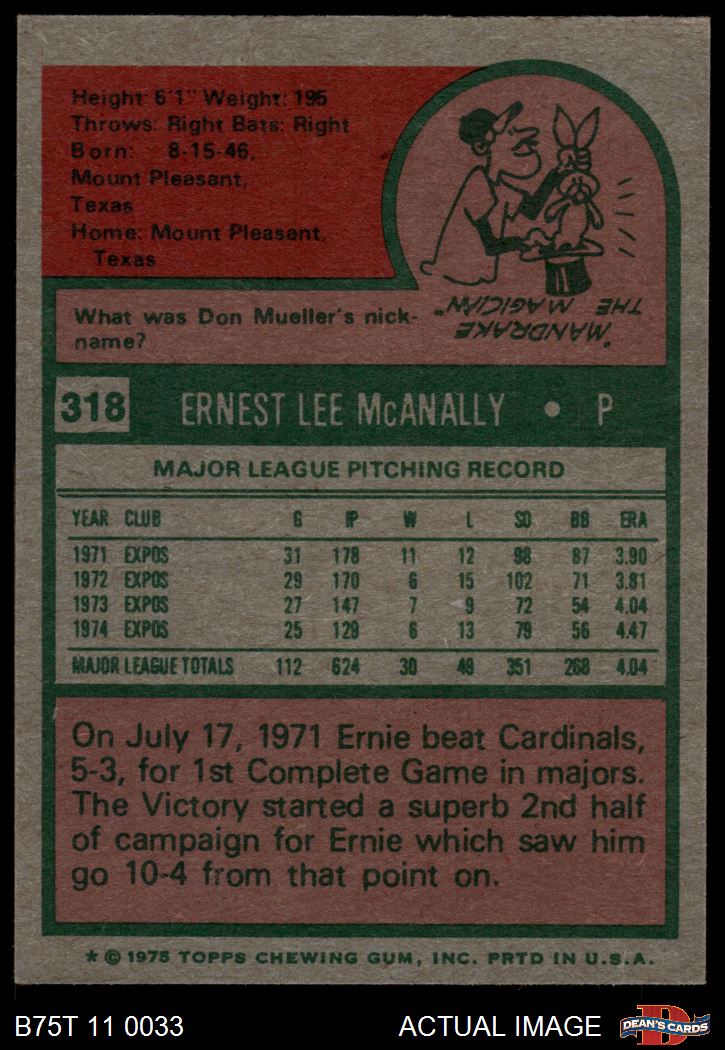 Height: 6'1" Weight: 195
Throws: Right Bats: Right
Born: 8-15-46,
Mount Pleasant,
Texas
Home: Mount Pleasant,
Texas
What was Don Mueller's nick-
name?
"MANDRAKE
THE MAGICIAN"
318 ERNEST LEE McANALLY • P
MAJOR LEAGUE PITCHING RECORD
YEAR CLUB G IP W L SO BB ERA
1971 EXPOS 31 178 11 12 98 87 3.90
1972 EXPOS 29 170 6 15 102 71 3.81
1973 EXPOS 27 147 7 9 72 54 4.04
1974 EXPOS 25 129 6 13 79 56 4.47
MAJOR LEAGUE TOTALS 112 624 30 49 351 268 4.04
On July 17, 1971 Ernie beat Cardinals,
5-3, for 1st Complete Game in majors.
The Victory started a superb 2nd half
of campaign for Ernie which saw him
go 10-4 from that point on.
* © 1975 TOPPS CHEWING GUM, INC. PRTD IN U.S.A.
B75T 11 0033 ACTUAL IMAGE
DEAN'S CARDS